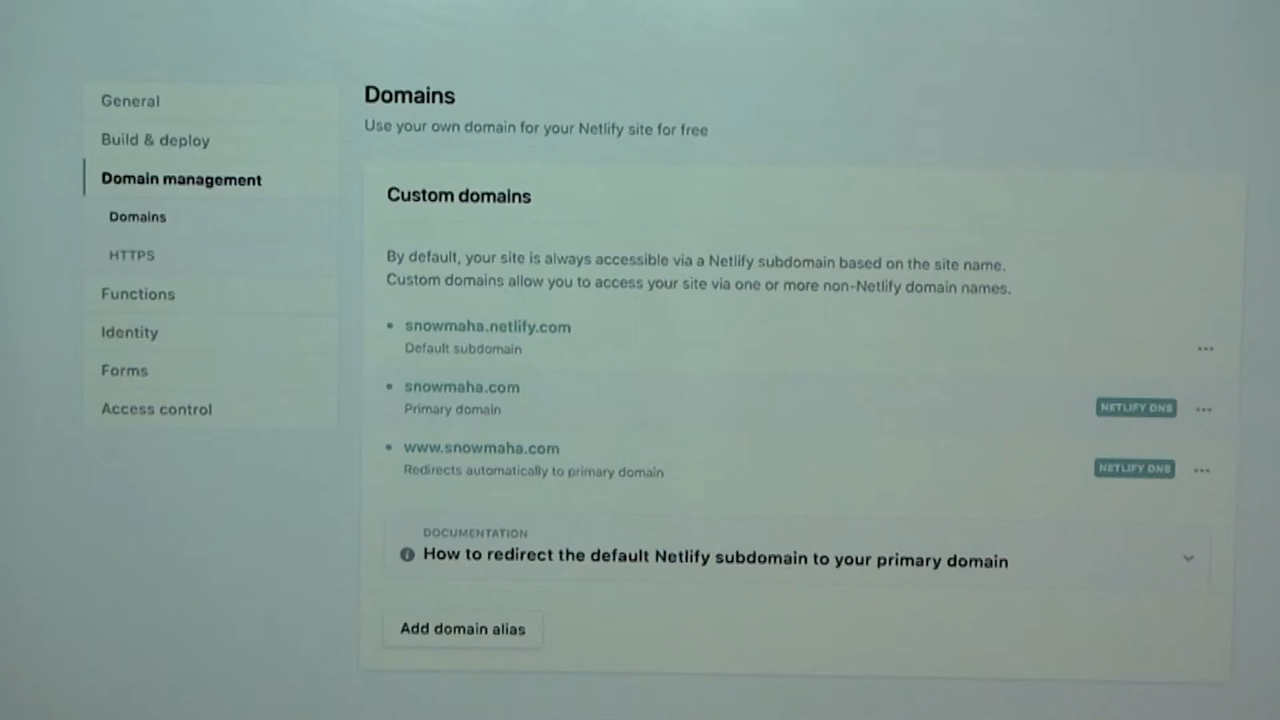 General
Build & deploy
Domain management
Domains
HTTPS
Functions
Identity
Forms
Access control
Domains
Use your own domain for your Netlify site for free
Custom domains
By default, your site is always accessible via a Netlify subdomain based on the site name.
Custom domains allow you to access your site via one or more non-Netlify domain names.
snowmaha.netlify.com
Default subdomain
snowmaha.com
Primary domain
NETLIFY DNS
www.snowmaha.com
Redirects automatically to primary domain
NETLIFY DNS
DOCUMENTATION
How to redirect the default Netlify subdomain to your primary domain
Add domain alias